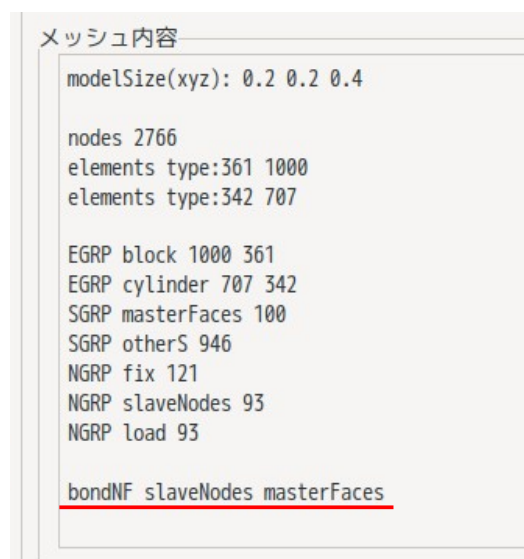 メッシュ内容
modelSize(xyz): 0.2 0.2 0.4
nodes 2766
elements type:361 1000
elements type:342 707
EGRP block 1000 361
EGRP cylinder 707 342
SGRP masterFaces 100
SGRP otherS 946
NGRP fix 121
NGRP slaveNodes 93
NGRP load 93
bondNF slaveNodes masterFaces